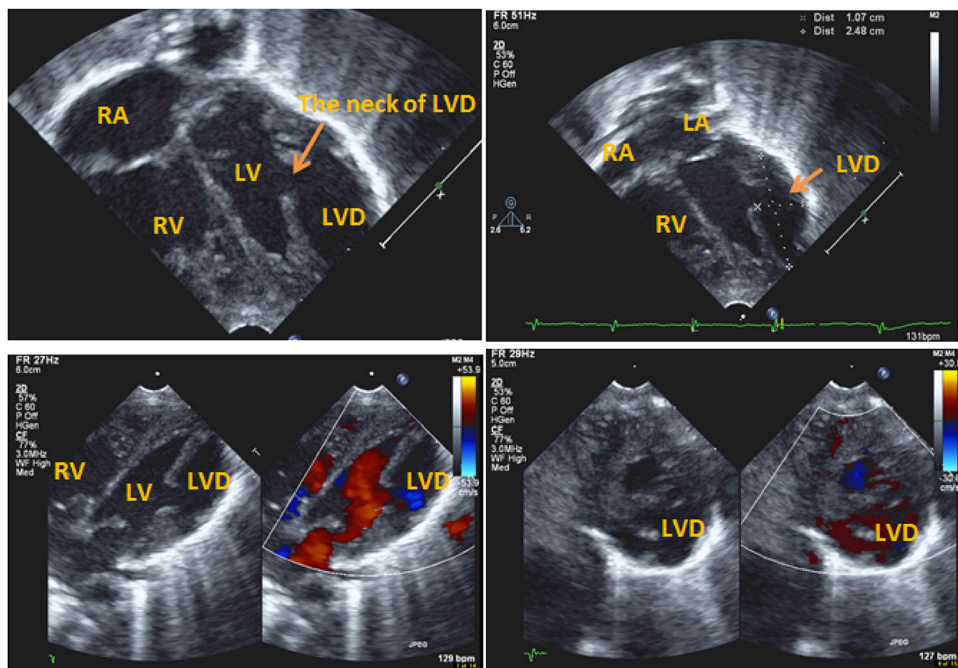 The neck of LVD
RA
LV
LVD
RV
FR 51Hz
6.0cm
2D
53%
C 60
P Off
HGen
Dist 1.07 cm
Dist 2.48 cm
M2
LA
RA
LVD
RV
G
P R
2.6 5.2
131bpm
FR 27Hz
6.0cm
2D
57%
C 60
P Off
HGen
CF
77%
3.0MHz
WF High
Med
M2 M4
+53.9
-53.9
cm/s
RV
LV
LVD
LVD
JPEG
129 bpm
FR 29Hz
5.0cm
2D
53%
C 60
P Off
HGen
CF
77%
3.0MHz
WF High
Med
M2 M4
LVD
LVD
JPEG
127 bpm